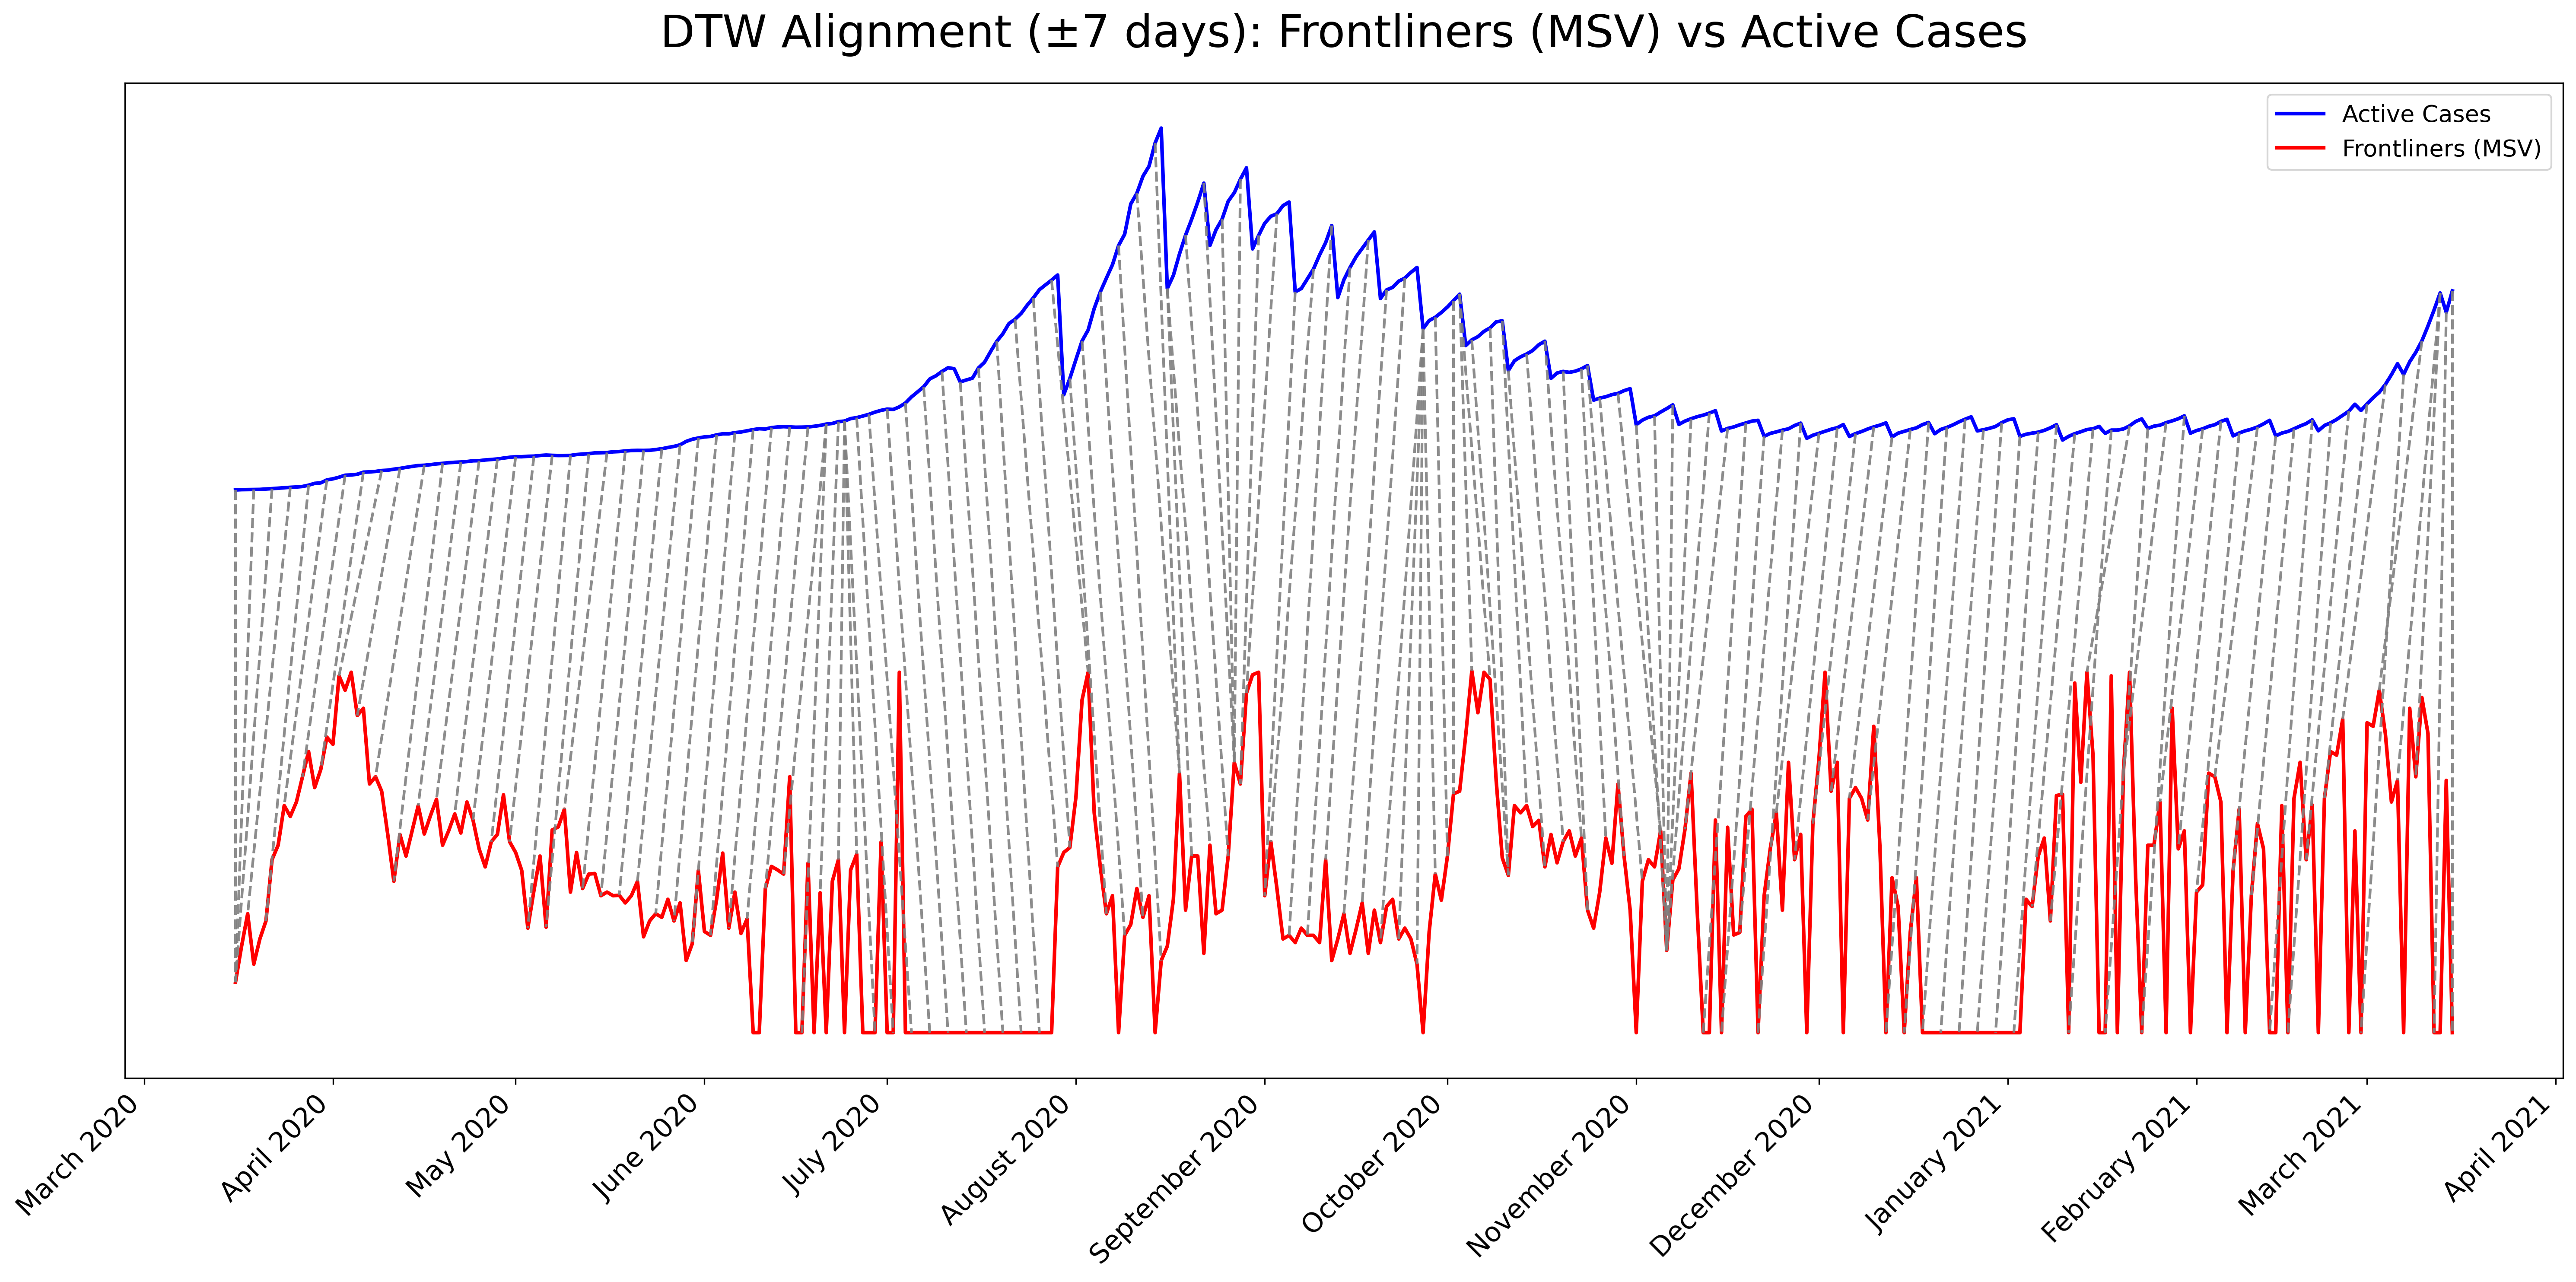 DTW Alignment (±7 days): Frontliners (MSV) vs Active Cases
Active Cases
Frontliners (MSV)
March 2020
April 2020
May 2020
June 2020
July 2020
August 2020
September 2020
October 2020
November 2020
December 2020
January 2021
February 2021
March 2021
April 2021